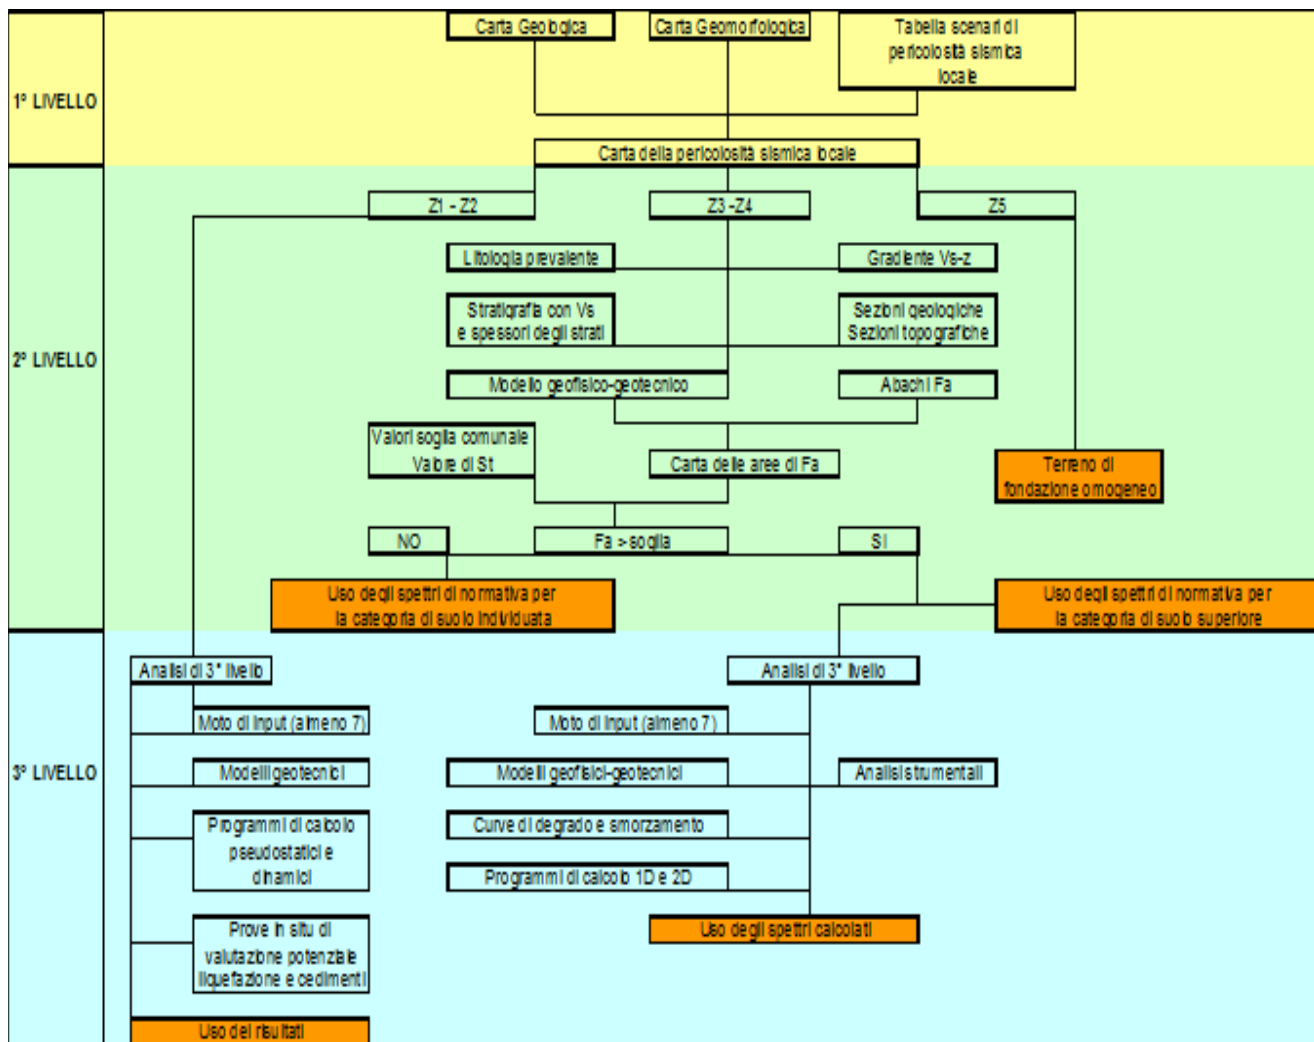 Carta Geologica
Carta Geomorfologica
Tabella scenari di
pericolosità sismica
locale
1° LIVELLO
Carta della pericolosità sismica locale
Z1 - Z2
Z3 -Z4
Z5
Litologia prevalente
Gradiente Vs-z
Stratigrafia con Vs
e spessori degli strati
Sezioni geologiche
Sezioni topografiche
2° LIVELLO
Modello geofisico-geotecnico
Abachi Fa
Valori soglia comunale
Valore di St
Carta delle aree di Fa
Terreno di
fondazione omogeneo
NO
Fa > soglia
SI
Uso degli spettri di normativa per
la categoria di suolo individuata
Uso degli spettri di normativa per
la categoria di suolo superiore
Analisi di 3° livello
Analisi di 3° livello
Moto di input (almeno 7)
Moto di input (almeno 7)
3° LIVELLO
Modelli geotecnici
Modelli geofisici-geotecnici
Analisi strumentali
Programmi di calcolo
pseudostatici e
dinamici
Curve di degrado e smorzamento
Programmi di calcolo 1D e 2D
Prove in situ di
valutazione potenziale
liquefazione e cedimenti
Uso degli spettri calcolati
Uso dei risultati